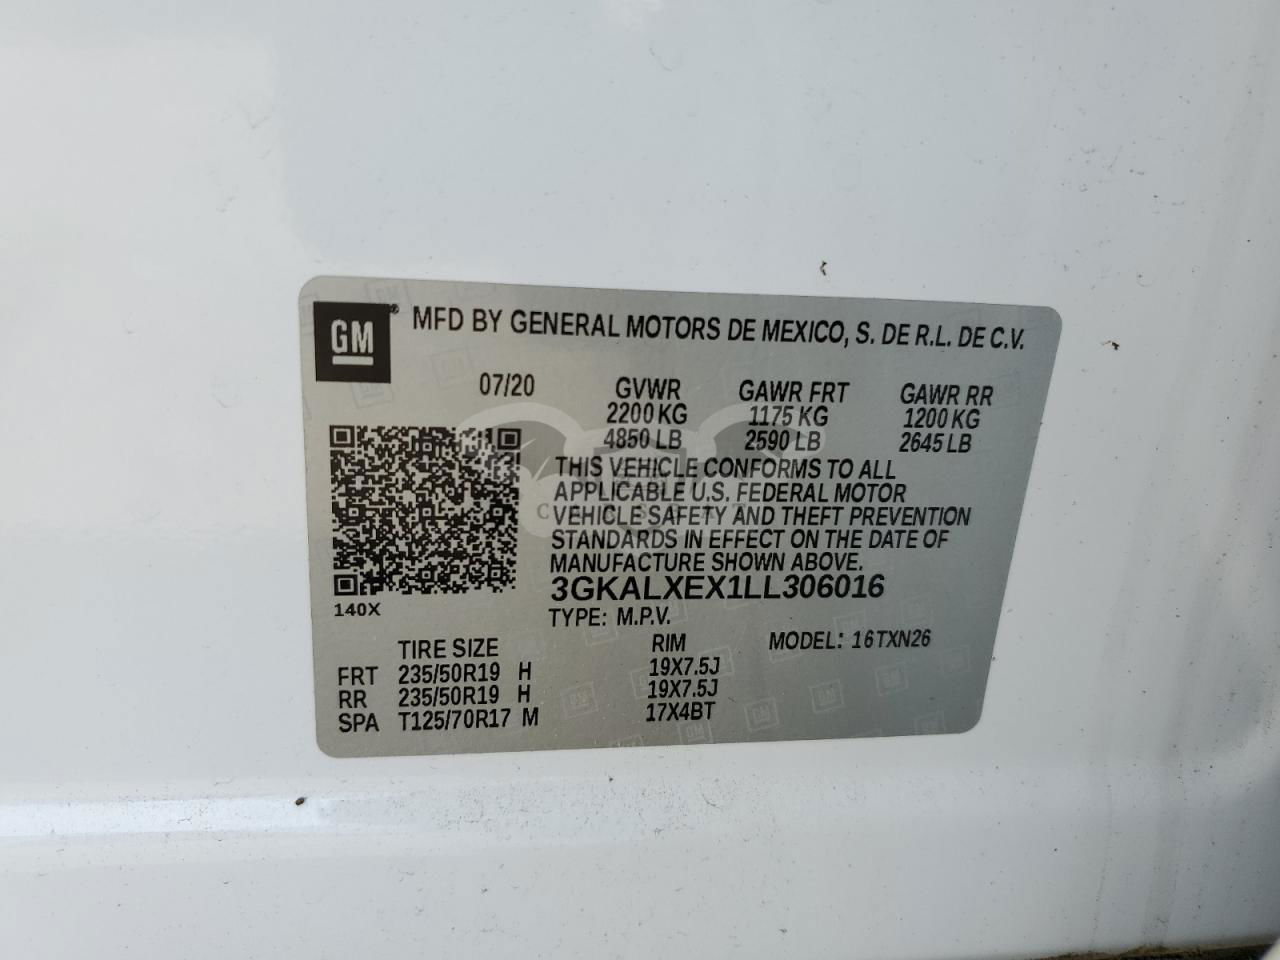 GM
MFD BY GENERAL MOTORS DE MEXICO, S. DE R.L. DE C.V.
07/20 GVWR GAWR FRT GAWR RR
2200 KG 1175 KG 1200 KG
4850 LB 2590 LB 2645 LB
THIS VEHICLE CONFORMS TO ALL
APPLICABLE U.S. FEDERAL MOTOR
VEHICLE SAFETY AND THEFT PREVENTION
STANDARDS IN EFFECT ON THE DATE OF
MANUFACTURE SHOWN ABOVE.
3GKALXEX1LL306016
140X
TYPE: M.P.V.
TIRE SIZE RIM MODEL: 16TXN26
FRT 235/50R19 H 19X7.5J
RR 235/50R19 H 19X7.5J
SPA T125/70R17 M 17X4BT